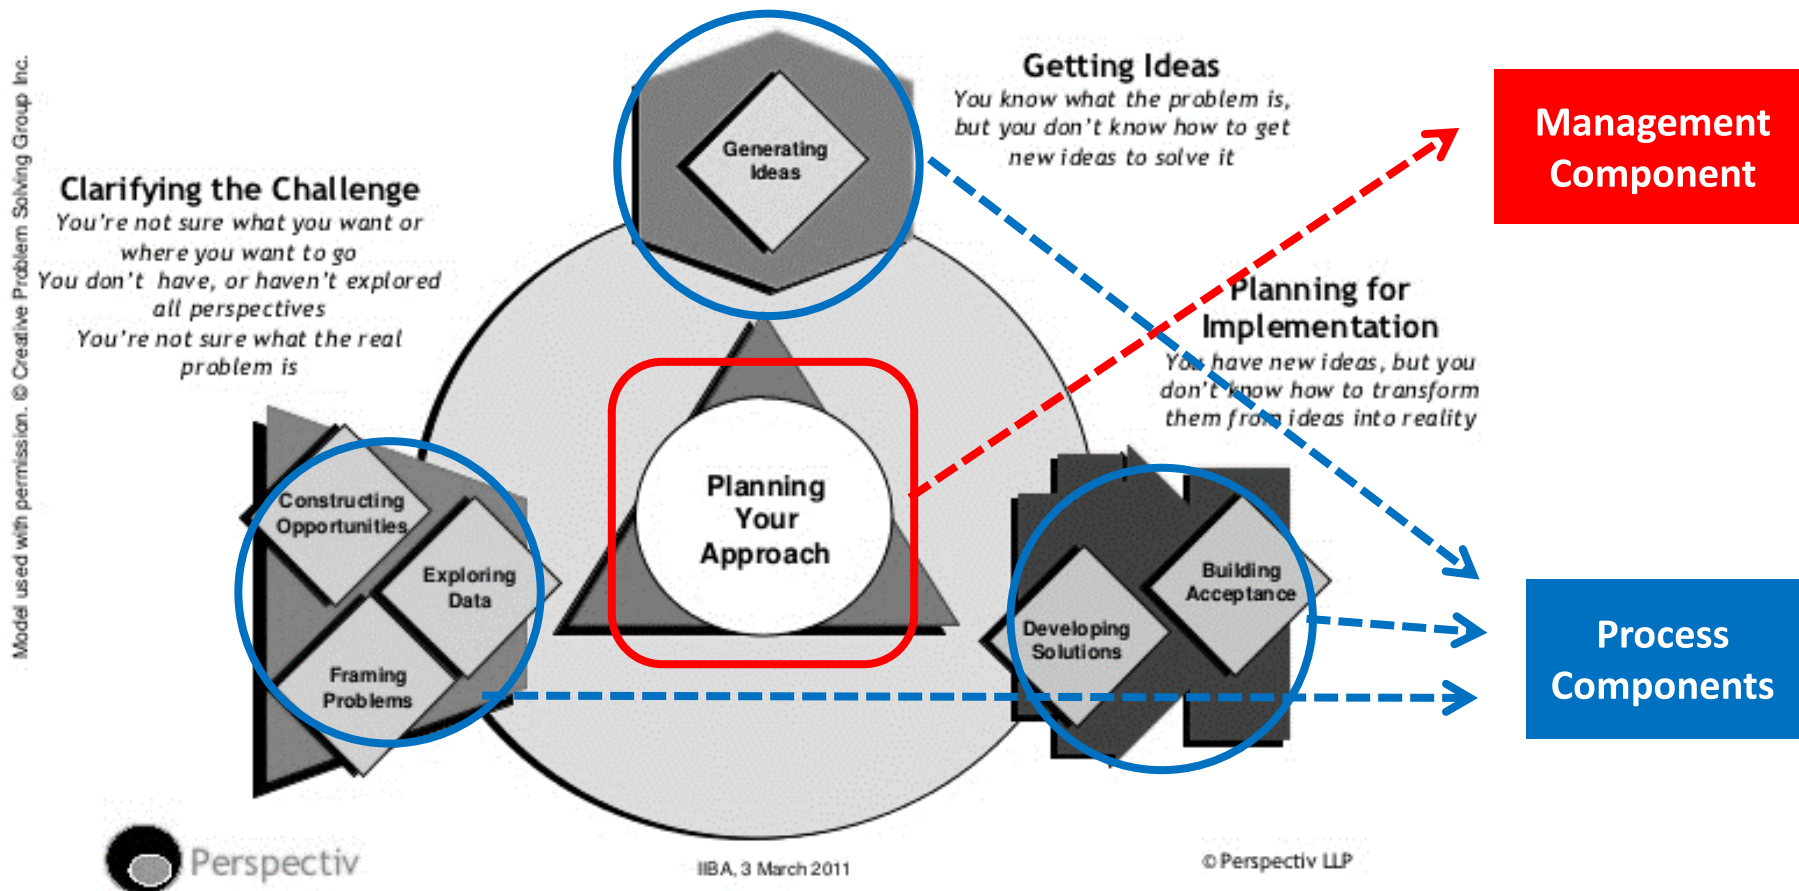 Model used with permission. © Creative Problem Solving Group Inc.
Clarifying the Challenge
You're not sure what you want or
where you want to go
You don't have, or haven't explored
all perspectives
You're not sure what the real
problem is
Generating
Ideas
Getting Ideas
You know what the problem is,
but you don't know how to get
new ideas to solve it
Management
Component
Planning for
Implementation
You have new ideas, but you
don't know how to transform
them from ideas into reality
Constructing
Opportunities
Exploring
Data
Framing
Problems
Planning
Your
Approach
Developing
Solutions
Building
Acceptance
Process
Components
Perspectiv
IIBA, 3 March 2011
© Perspectiv LLP